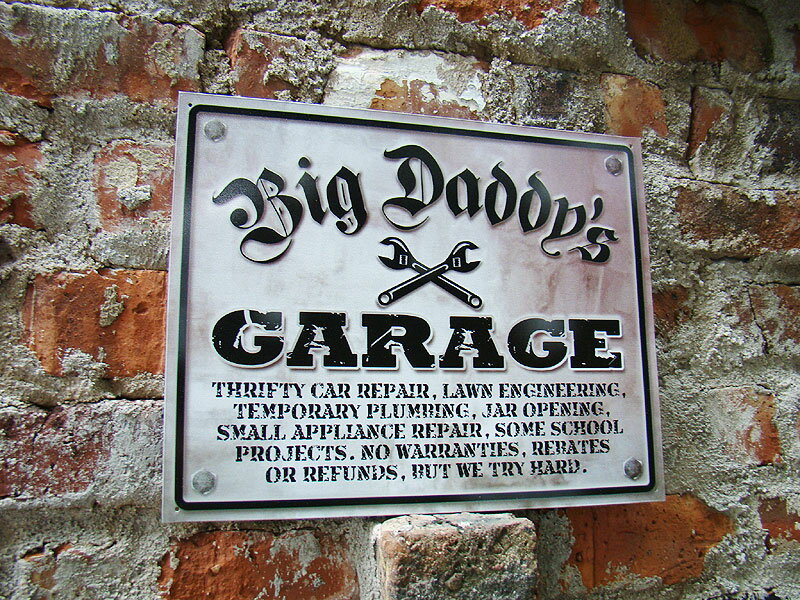 Big Daddy's
GARAGE
THRIFTY CAR REPAIR, LAWN ENGINEERING,
TEMPORARY PLUMBING, JAR OPENING,
SMALL APPLIANCE REPAIR, SOME SCHOOL
PROJECTS. NO WARRANTIES, REBATES
OR REFUNDS, BUT WE TRY HARD.